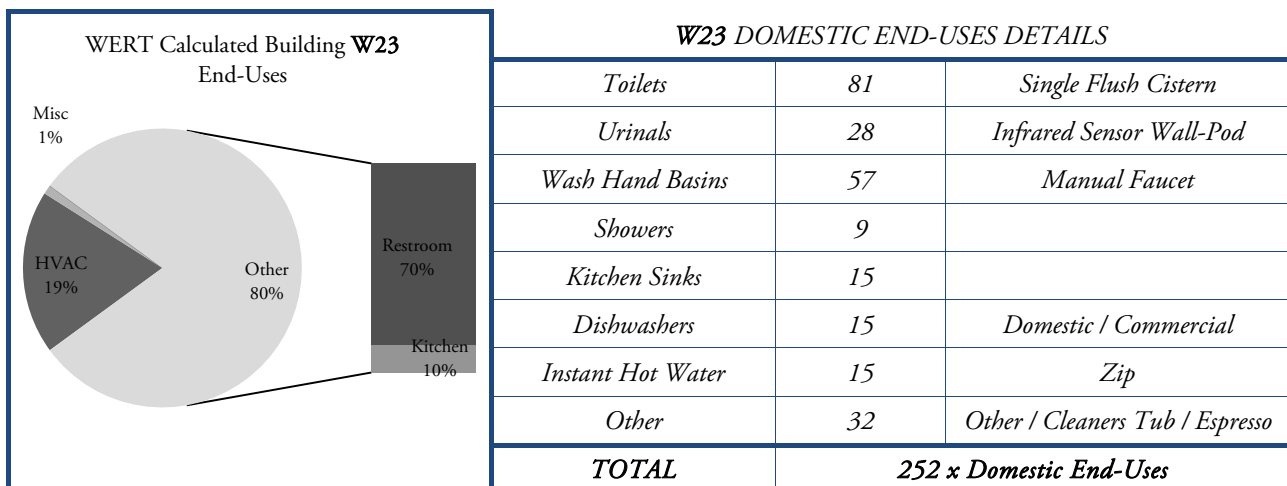 WERT Calculated Building W23
End-Uses
Misc
1%
HVAC
19%
Other
80%
Restroom
70%
Kitchen
10%
W23 DOMESTIC END-USES DETAILS
Toilets 81 Single Flush Cistern
Urinals 28 Infrared Sensor Wall-Pod
Wash Hand Basins 57 Manual Faucet
Showers 9
Kitchen Sinks 15
Dishwashers 15 Domestic / Commercial
Instant Hot Water 15 Zip
Other 32 Other / Cleaners Tub / Espresso
TOTAL 252 x Domestic End-Uses